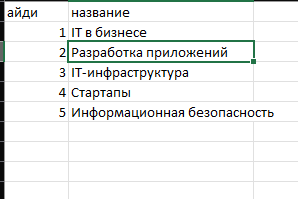 айди название
1 IT в бизнесе
2 Разработка приложений
3 IT-инфраструктура
4 Стартапы
5 Информационная безопасность